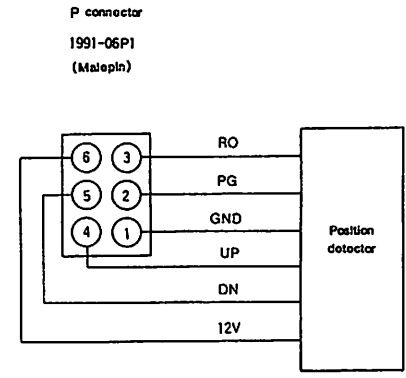 P connector
1991-06P1
(Malepin)
6 3 RO
5 2 PG
4 1 GND
UP
DN
12V
Position
detector